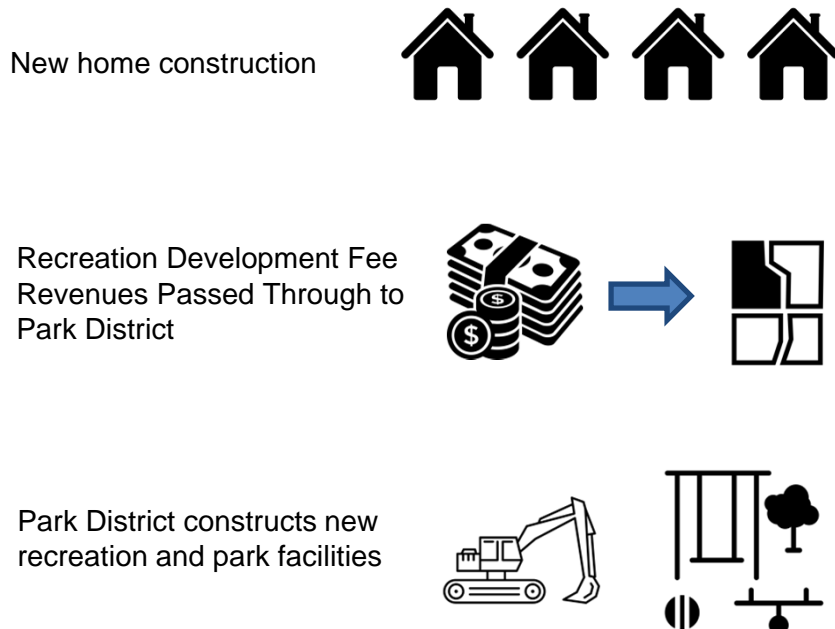 New home construction
Recreation Development Fee
Revenues Passed Through to
Park District
$
$
Park District constructs new
recreation and park facilities